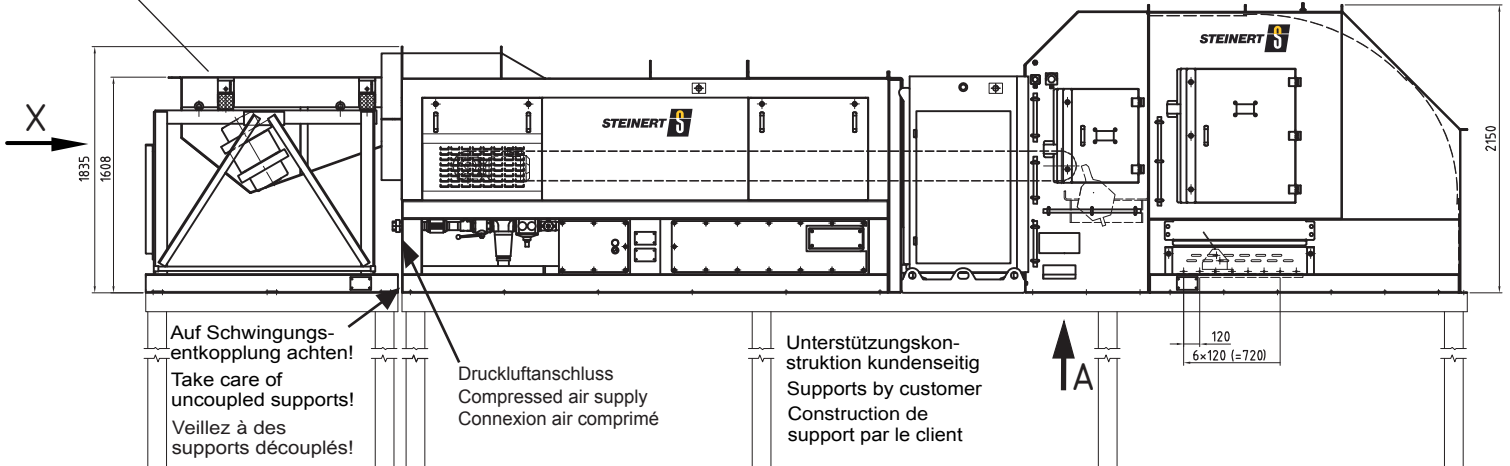 STEINERT S
STEINERT S
X
1835
1608
2150
Auf Schwingungs-
entkopplung achten!
Take care of
uncoupled supports!
Veillez à des
supports découplés!
Druckluftanschluss
Compressed air supply
Connexion air comprimé
Unterstützungskon-
struktion kundenseitig
Supports by customer
Construction de
support par le client
A
120
6×120 (=720)